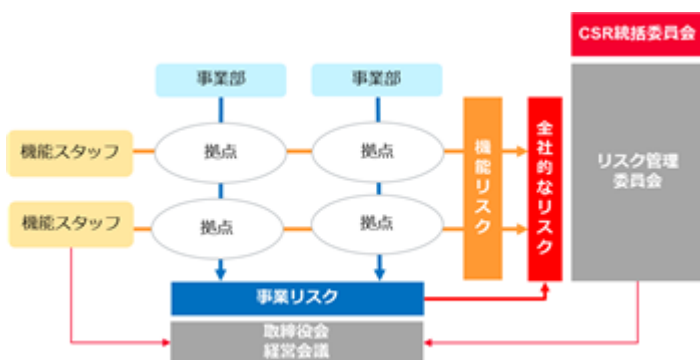 CSR統括委員会
事業部
事業部
機能スタッフ
拠点
拠点
機能リスク
全社的なリスク
リスク管理
委員会
機能スタッフ
拠点
拠点
事業リスク
取締役会
経営会議